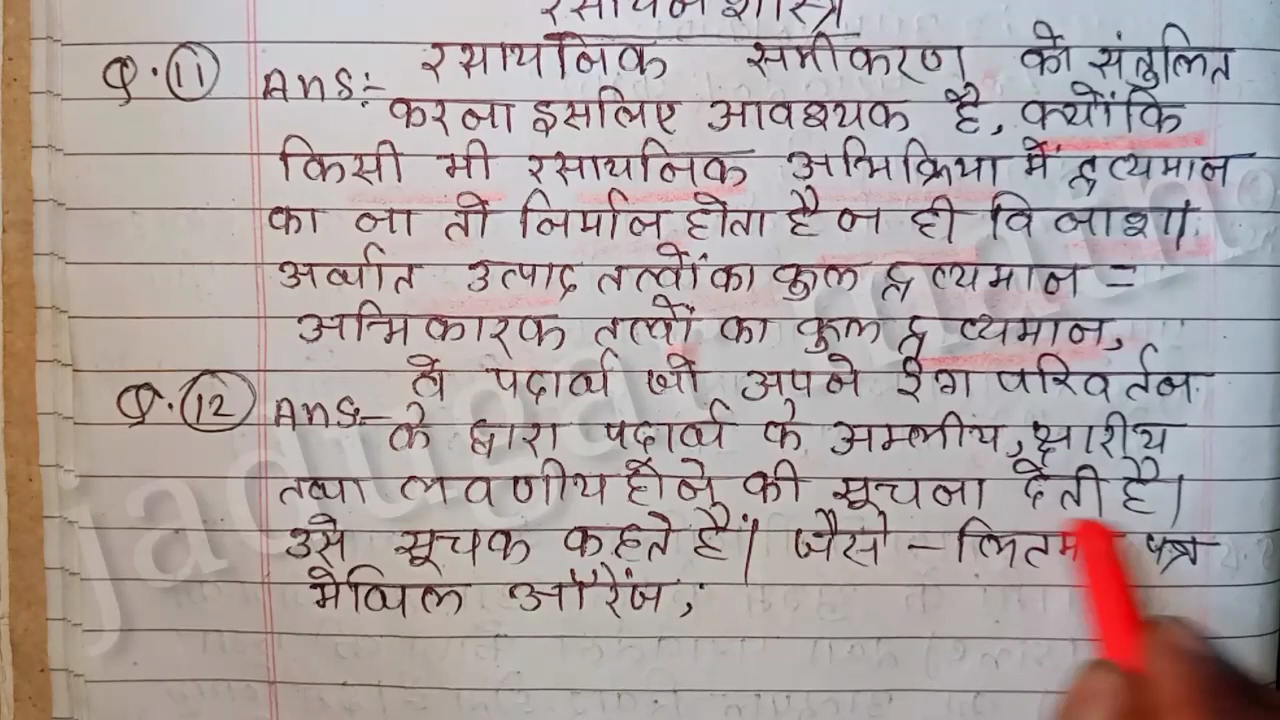 रसायन शास्त्र
Q.11 Ans:- रसायनिक समीकरण को संतुलित
करना इसलिए आवश्यक है, क्योंकि
किसी भी रसायनिक अभिक्रिया में द्रव्यमान
का ना तो निर्माण होता है न ही विनाश।
अर्थात उत्पाद तत्वों का कुल द्रव्यमान =
अभिकारक तत्वों का कुल द्रव्यमान,
Q.12 Ans:- वे पदार्थ जो अपने रंग परिवर्तन
के द्वारा पदार्थ के अम्लीय, क्षारीय
तथा लवणीय होने की सूचना देती है।
उसे सूचक कहते हैं। जैसे - लिटमस पत्र
मेथिल ऑरेंज,